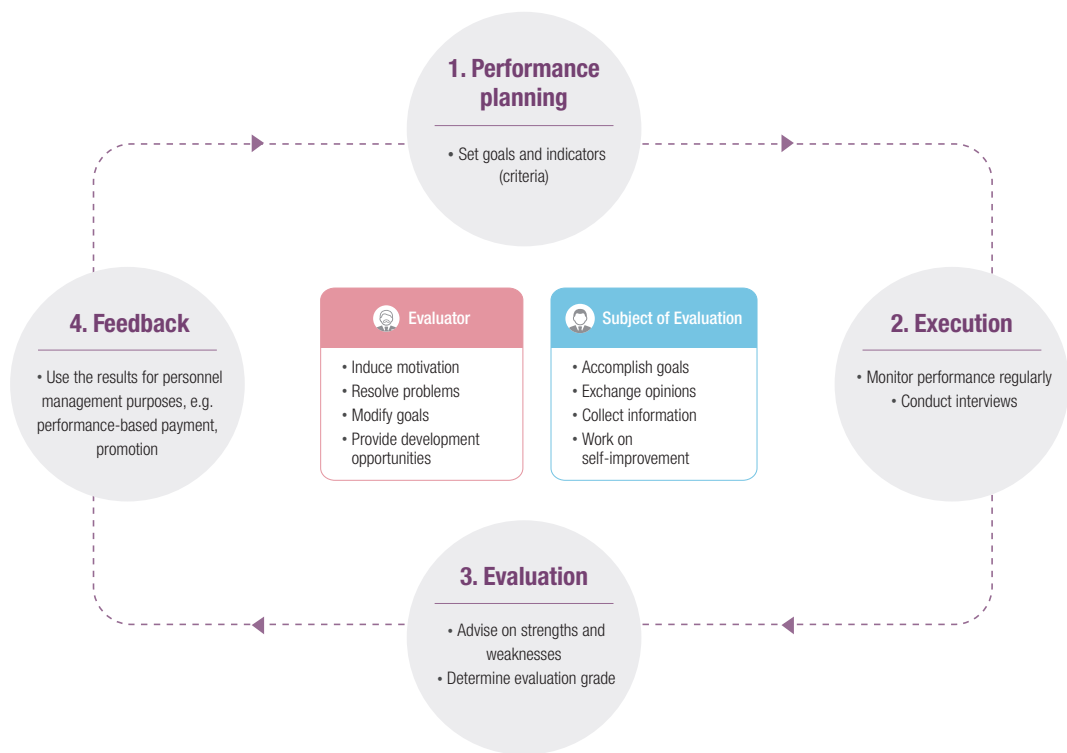 1. Performance
planning
• Set goals and indicators
(criteria)
4. Feedback
• Use the results for personnel
management purposes, e.g.
performance-based payment,
promotion
Evaluator
• Induce motivation
• Resolve problems
• Modify goals
• Provide development
opportunities
Subject of Evaluation
• Accomplish goals
• Exchange opinions
• Collect information
• Work on
self-improvement
2. Execution
• Monitor performance regularly
• Conduct interviews
3. Evaluation
• Advise on strengths and
weaknesses
• Determine evaluation grade